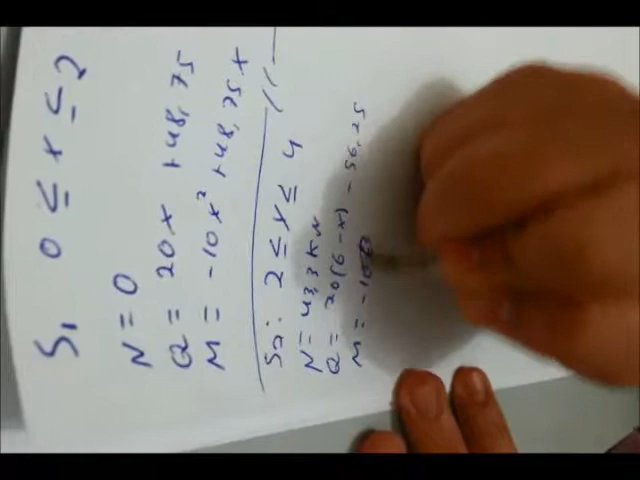 S1 0 ≤ x ≤ 2
N = 0
Q = 20x +48,75
M = -10x² +48,75x
S2: 2 ≤ x ≤ 4
N = 43,3 KN
Q = 20(6-x) - 56,25
M = -10